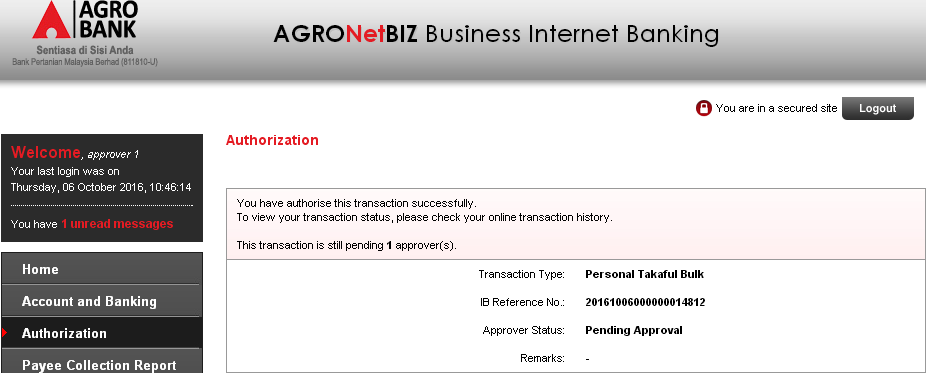 AGRO
BANK
Sentiasa di Sisi Anda
Bank Pertanian Malaysia Berhad (811810-U)
AGRONetBIZ Business Internet Banking
You are in a secured site
Logout
Welcome, approver 1
Your last login was on
Thursday, 06 October 2016, 10:46:14
You have 1 unread messages
Home
Account and Banking
Authorization
Payee Collection Report
Authorization
You have authorise this transaction successfully.
To view your transaction status, please check your online transaction history.
This transaction is still pending 1 approver(s).
Transaction Type: Personal Takaful Bulk
IB Reference No.: 20161006000000014812
Approver Status: Pending Approval
Remarks: -